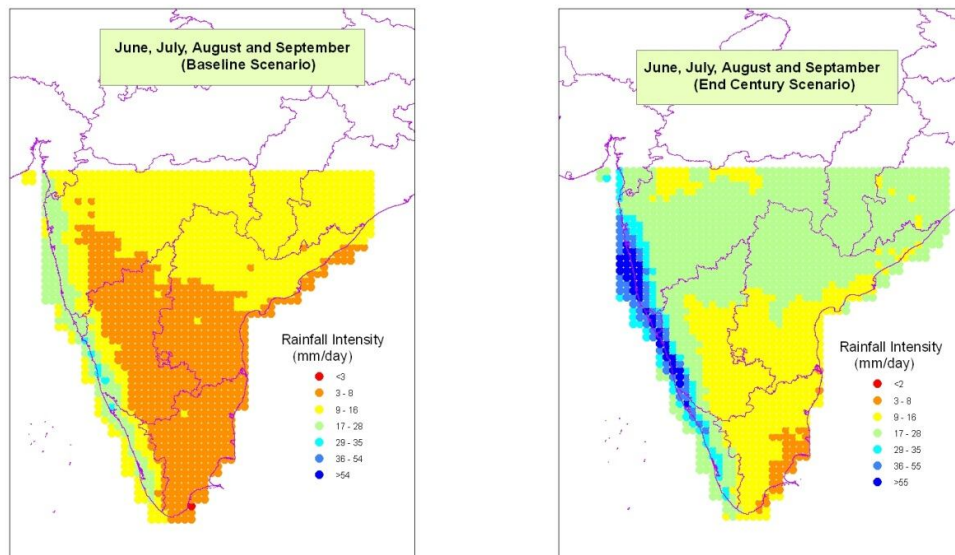 June, July, August and September
(Baseline Scenario)
Rainfall Intensity
(mm/day)
<3
3 - 8
9 - 16
17 - 28
29 - 35
36 - 54
>54
June, July, August and Septamber
(End Century Scenario)
Rainfall Intensity
(mm/day)
<2
3 - 8
9 - 16
17 - 28
29 - 35
36 - 55
>55